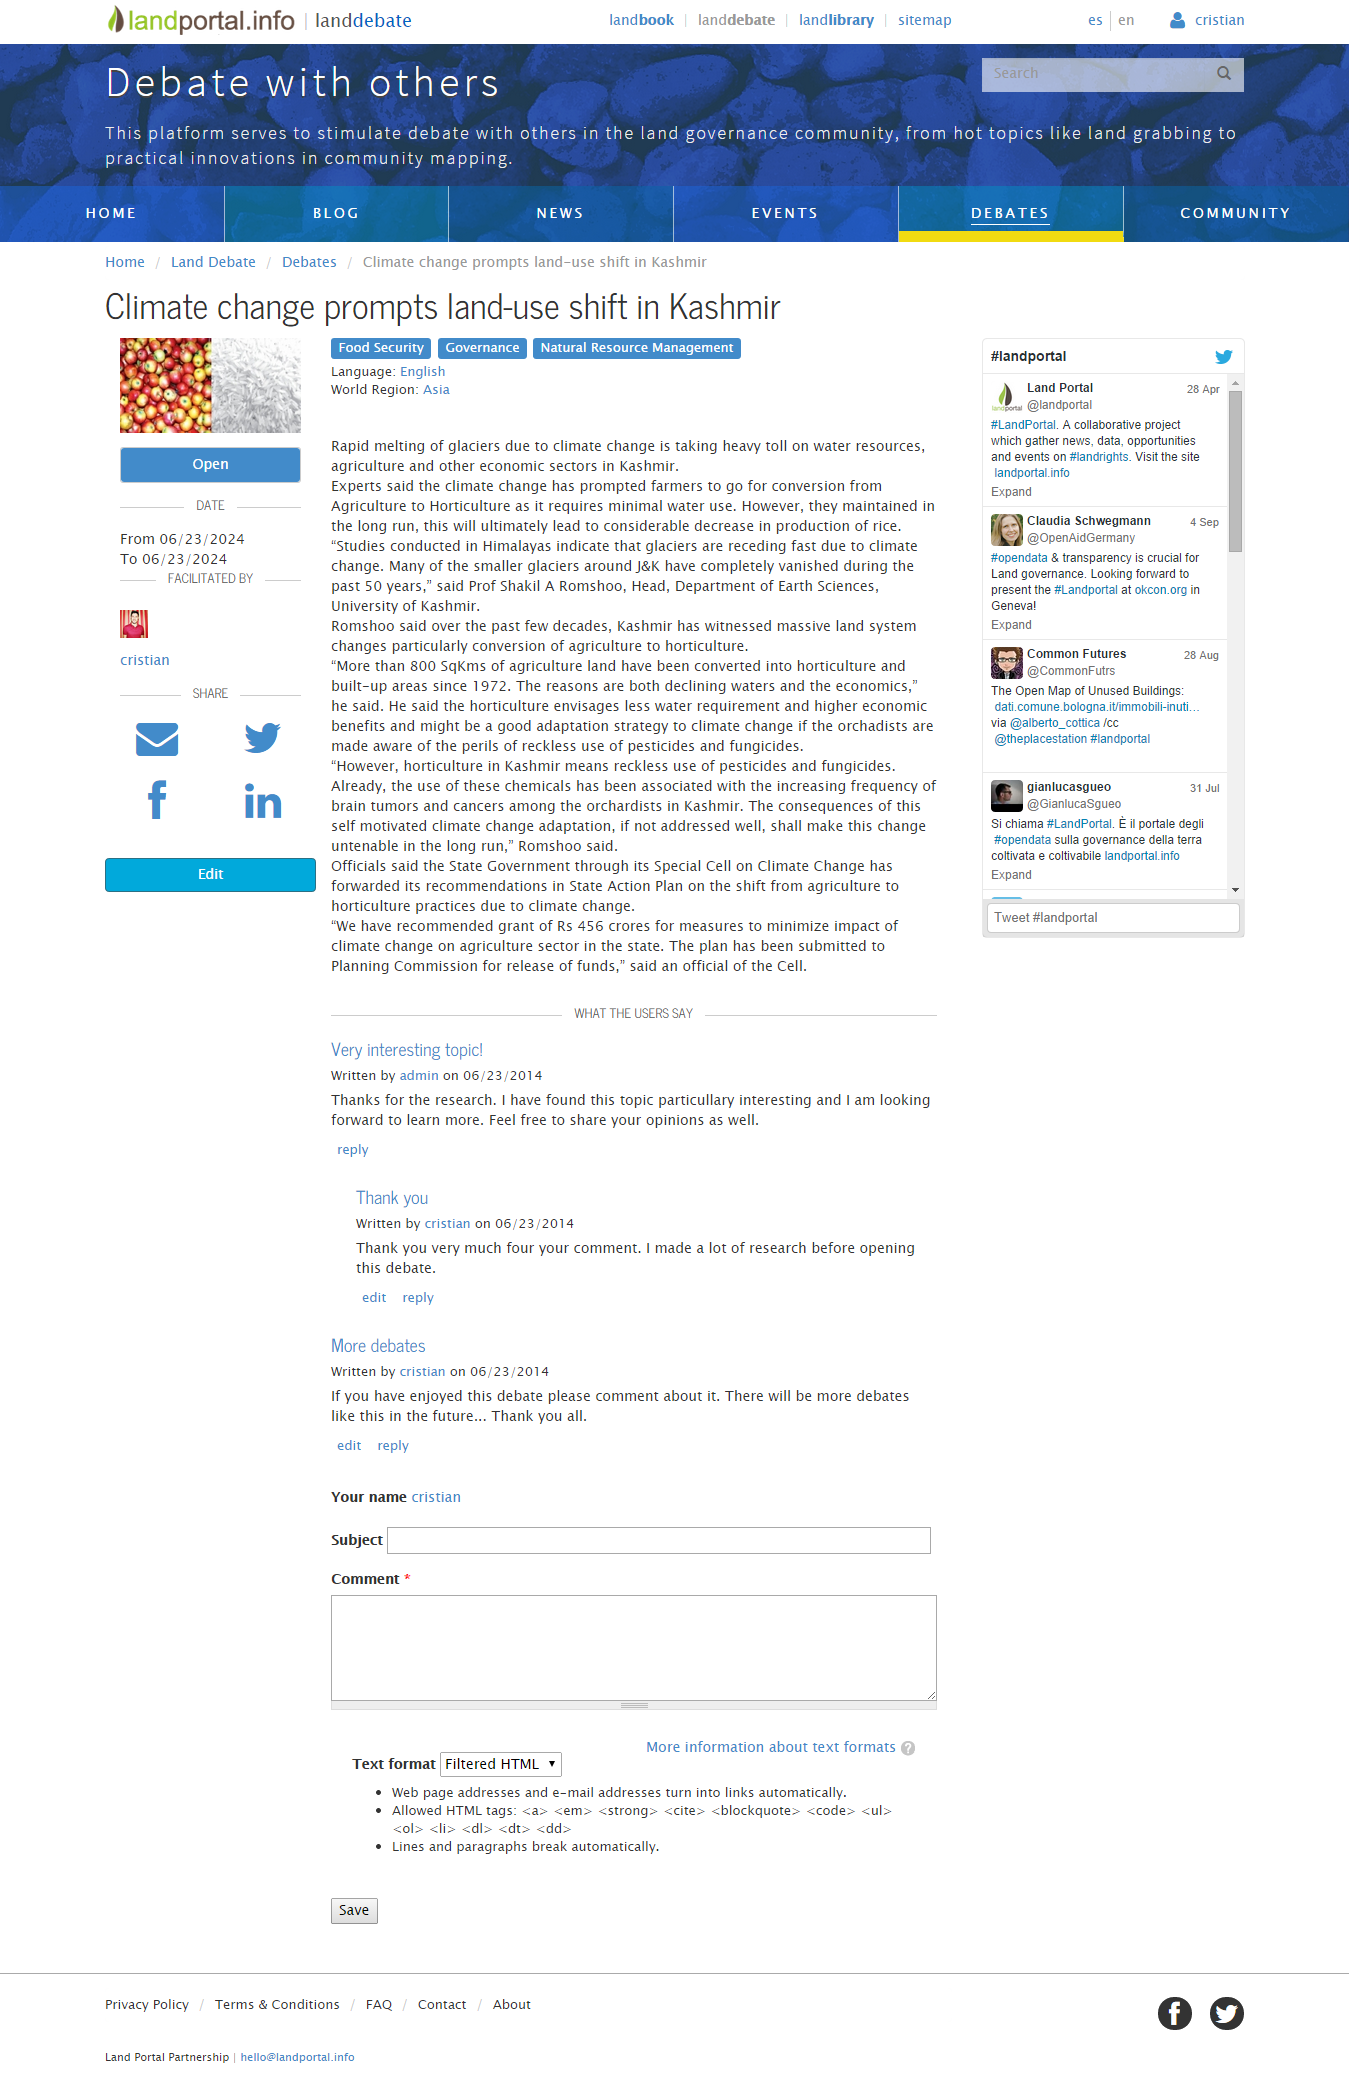 landportal.info | landdebate
landbook | landdebate | landlibrary | sitemap
es | en
cristian
Debate with others
Search
This platform serves to stimulate debate with others in the land governance community, from hot topics like land grabbing to
practical innovations in community mapping.
HOME
BLOG
NEWS
EVENTS
DEBATES
COMMUNITY
Home / Land Debate / Debates / Climate change prompts land-use shift in Kashmir
Climate change prompts land-use shift in Kashmir
Open
DATE
From 06/23/2024
To 06/23/2024
FACILITATED BY
cristian
SHARE
Edit
Food Security Governance Natural Resource Management
Language: English
World Region: Asia
Rapid melting of glaciers due to climate change is taking heavy toll on water resources,
agriculture and other economic sectors in Kashmir.
Experts said the climate change has prompted farmers to go for conversion from
Agriculture to Horticulture as it requires minimal water use. However, they maintained in
the long run, this will ultimately lead to considerable decrease in production of rice.
“Studies conducted in Himalayas indicate that glaciers are receding fast due to climate
change. Many of the smaller glaciers around J&K have completely vanished during the
past 50 years,” said Prof Shakil A Romshoo, Head, Department of Earth Sciences,
University of Kashmir.
Romshoo said over the past few decades, Kashmir has witnessed massive land system
changes particularly conversion of agriculture to horticulture.
“More than 800 SqKms of agriculture land have been converted into horticulture and
built-up areas since 1972. The reasons are both declining waters and the economics,”
he said. He said the horticulture envisages less water requirement and higher economic
benefits and might be a good adaptation strategy to climate change if the orchadists are
made aware of the perils of reckless use of pesticides and fungicides.
“However, horticulture in Kashmir means reckless use of pesticides and fungicides.
Already, the use of these chemicals has been associated with the increasing frequency of
brain tumors and cancers among the orchardists in Kashmir. The consequences of this
self motivated climate change adaptation, if not addressed well, shall make this change
untenable in the long run,” Romshoo said.
Officials said the State Government through its Special Cell on Climate Change has
forwarded its recommendations in State Action Plan on the shift from agriculture to
horticulture practices due to climate change.
“We have recommended grant of Rs 456 crores for measures to minimize impact of
climate change on agriculture sector in the state. The plan has been submitted to
Planning Commission for release of funds,” said an official of the Cell.
#landportal
Land Portal 28 Apr
@landportal
#LandPortal. A collaborative project
which gather news, data, opportunities
and events on #landrights. Visit the site
landportal.info
Expand
Claudia Schwegmann 4 Sep
@OpenAidGermany
#opendata & transparency is crucial for
Land governance. Looking forward to
present the #Landportal at okcon.org in
Geneva!
Expand
Common Futures 28 Aug
@CommonFutrs
The Open Map of Unused Buildings:
dati.comune.bologna.it/immobili-inuti...
via @alberto_cottica /cc
@theplacestation #landportal
gianlucasgueo 31 Jul
@GianlucaSgueo
Si chiama #LandPortal. È il portale degli
#opendata sulla governance della terra
coltivata e coltivabile landportal.info
Expand
Tweet #landportal
WHAT THE USERS SAY
Very interesting topic!
Written by admin on 06/23/2014
Thanks for the research. I have found this topic particullary interesting and I am looking
forward to learn more. Feel free to share your opinions as well.
reply
Thank you
Written by cristian on 06/23/2014
Thank you very much four your comment. I made a lot of research before opening
this debate.
edit reply
More debates
Written by cristian on 06/23/2014
If you have enjoyed this debate please comment about it. There will be more debates
like this in the future... Thank you all.
edit reply
Your name cristian
Subject
Comment *
More information about text formats ?
Text format Filtered HTML
• Web page addresses and e-mail addresses turn into links automatically.
• Allowed HTML tags: <a> <em> <strong> <cite> <blockquote> <code> <ul>
<ol> <li> <dl> <dt> <dd>
• Lines and paragraphs break automatically.
Save
Privacy Policy / Terms & Conditions / FAQ / Contact / About
Land Portal Partnership | hello@landportal.info